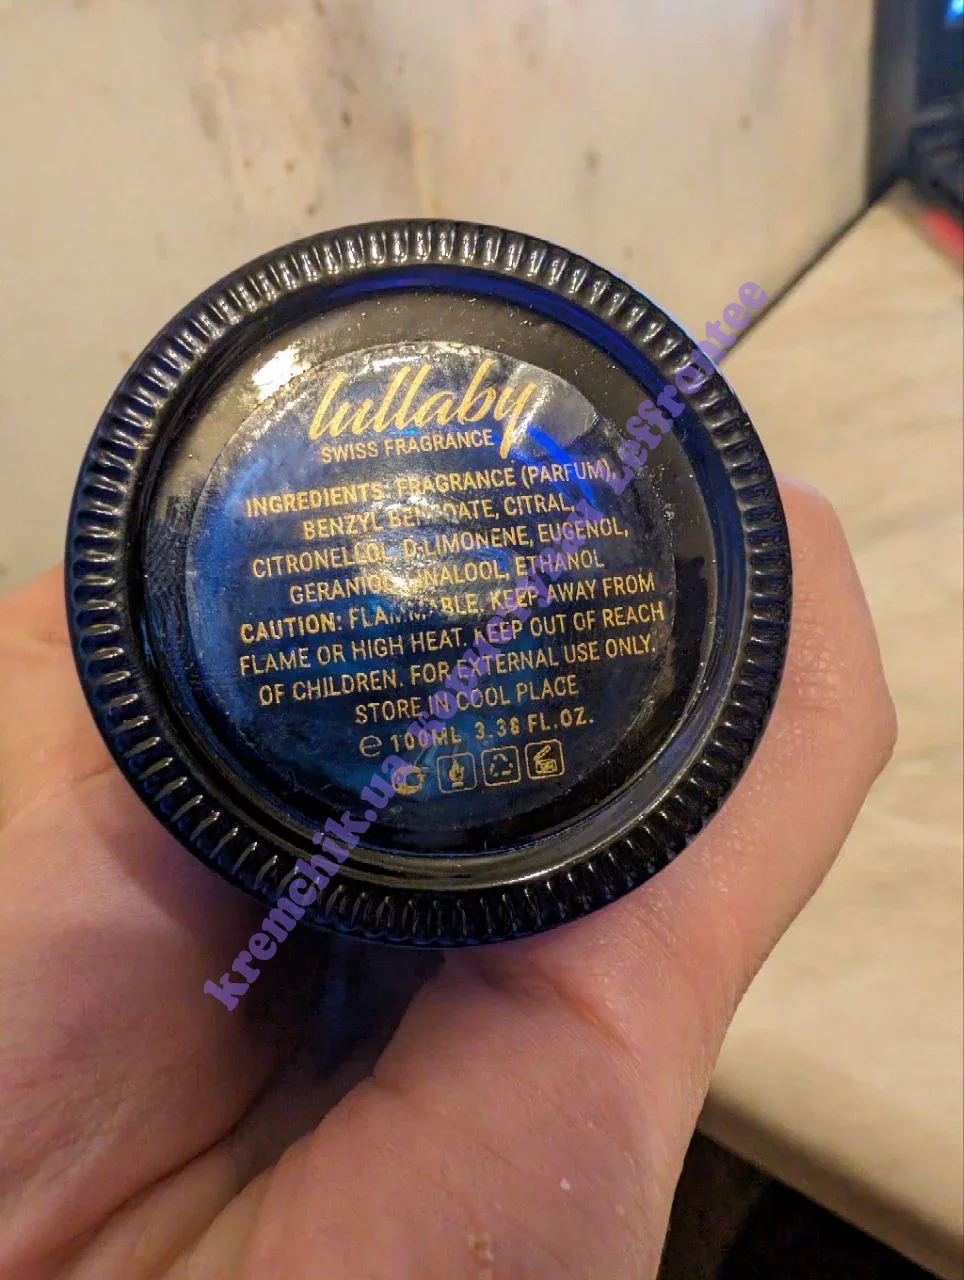 lullaby
SWISS FRAGRANCE
INGREDIENTS: FRAGRANCE (PARFUM),
BENZYL BENZOATE, CITRAL,
CITRONELLOL, D-LIMONENE, EUGENOL,
GERANIOL, LINALOOL, ETHANOL
CAUTION: FLAMMABLE. KEEP AWAY FROM
FLAME OR HIGH HEAT. KEEP OUT OF REACH
OF CHILDREN. FOR EXTERNAL USE ONLY.
STORE IN COOL PLACE
℮ 100ML 3.38 FL.OZ.
kremchik.ua
Leffrontee